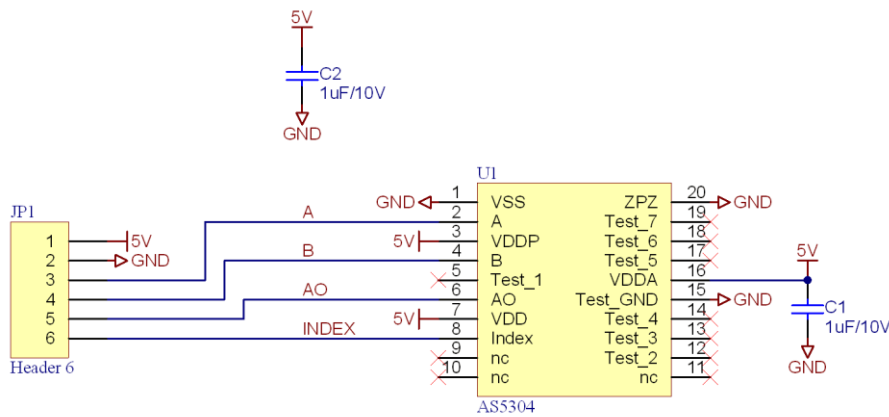 5V
C2
1uF/10V
GND
U1
JP1
Header 6
1 5V
2 GND
3
4
5
6
A
B
AO
INDEX
GND 1 VSS
2 A
5V 3 VDDP
4 B
5 Test_1
6 AO
5V 7 VDD
8 Index
9 nc
10 nc
ZPZ 20 GND
Test_7 19
Test_6 18
Test_5 17
VDDA 16
Test_GND 15 GND
Test_4 14
Test_3 13
Test_2 12
nc 11
AS5304
5V
C1
1uF/10V
GND